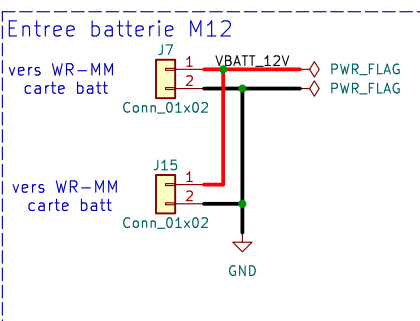 Entree batterie M12
J7
vers WR-MM
carte batt
1
2
VBATT_12V
PWR_FLAG
PWR_FLAG
Conn_01x02
J15
vers WR-MM
carte batt
1
2
Conn_01x02
GND